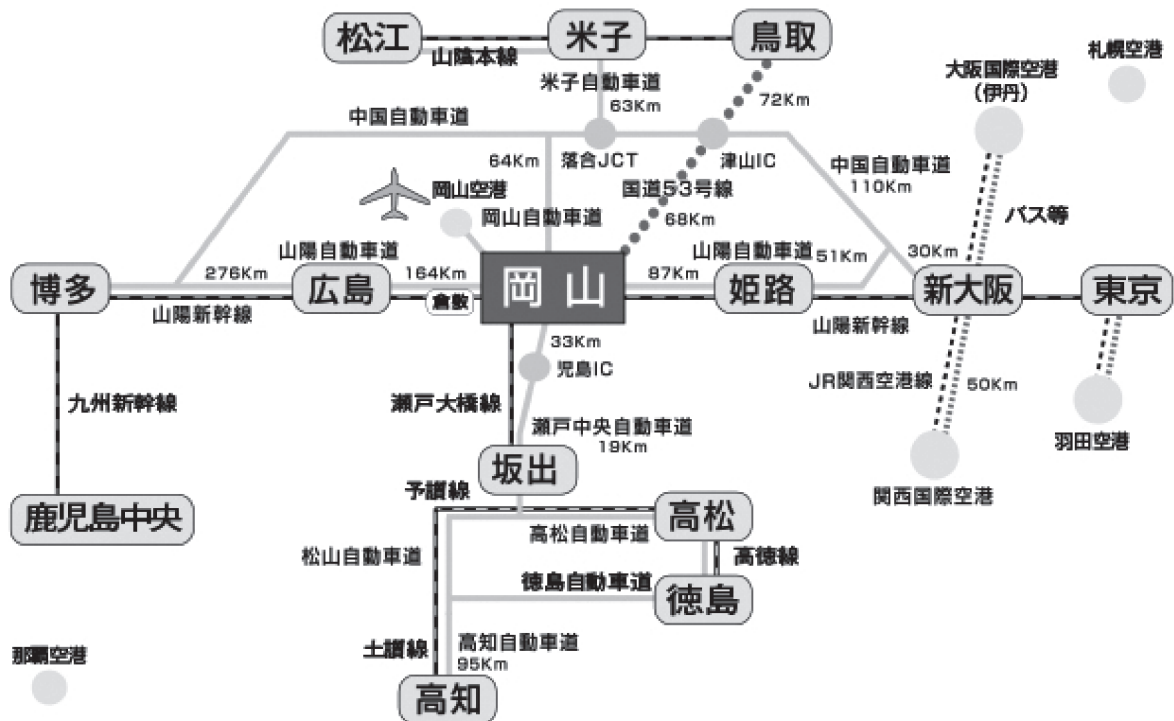 松江
米子
鳥取
山陰本線
大阪国際空港
（伊丹）
札幌空港
米子自動車道
63Km
72Km
中国自動車道
64Km
落合JCT
津山IC
中国自動車道
110Km
岡山空港
国道53号線
岡山自動車道
68Km
バス等
山陽自動車道
山陽自動車道
51Km
30Km
276Km
164Km
87Km
博多
広島
倉敷
岡山
姫路
新大阪
東京
山陽新幹線
山陽新幹線
33Km
児島IC
JR関西空港線
50Km
九州新幹線
瀬戸大橋線
瀬戸中央自動車道
19Km
羽田空港
坂出
関西国際空港
予讃線
鹿児島中央
高松
高松自動車道
松山自動車道
高徳線
徳島自動車道
徳島
土讃線
高知自動車道
95Km
那覇空港
高知